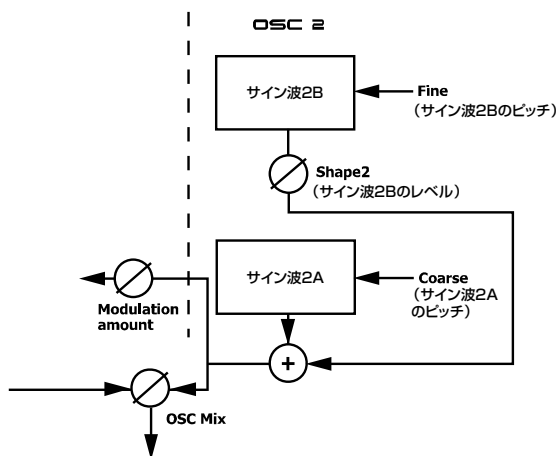 OSC 2
サイン波2B
Fine
（サイン波2Bのピッチ）
Shape2
（サイン波2Bのレベル）
サイン波2A
Coarse
（サイン波2A
のピッチ）
Modulation
amount
+
OSC Mix